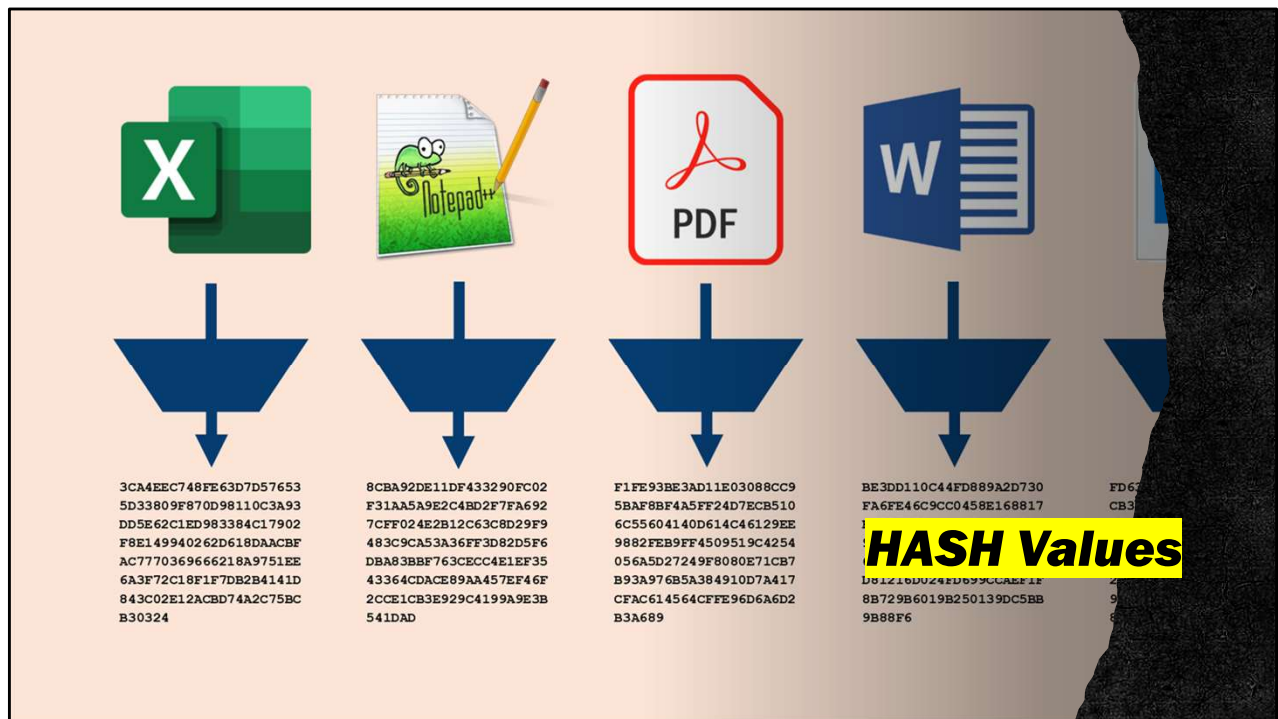 X
Notepad++
PDF
W
3CA4EEC748FE63D7D57653
5D33809F870D98110C3A93
DD5E62C1ED983384C17902
F8E149940262D618DAACBF
AC7770369666218A9751EE
6A3F72C18F1F7DB2B4141D
843C02E12ACBD74A2C75BC
B30324
8CBA92DE11DF433290FC02
F31AA5A9E2C4BD2F7FA692
7CFF024E2B12C63C8D29F9
483C9CA53A36FF3D82D5F6
DBA83BBF763CECC4E1EF35
43364CDACE89AA457EF46F
2CCE1CB3E929C4199A9E3B
541DAD
F1FE93BE3AD11E03088CC9
5BAF8BF4A5FF24D7ECB510
6C55604140D614C46129EE
9882FEB9FF4509519C4254
056A5D27249F8080E71CB7
B93A976B5A384910D7A417
CFAC614564CFFE96D6A6D2
B3A689
BE3DD110C44FD889A2D730
FA6FE46C9CC0458E168817
D81216D024FD699CCAEF1F
8B729B6019B250139DC5BB
9B88F6
HASH Values